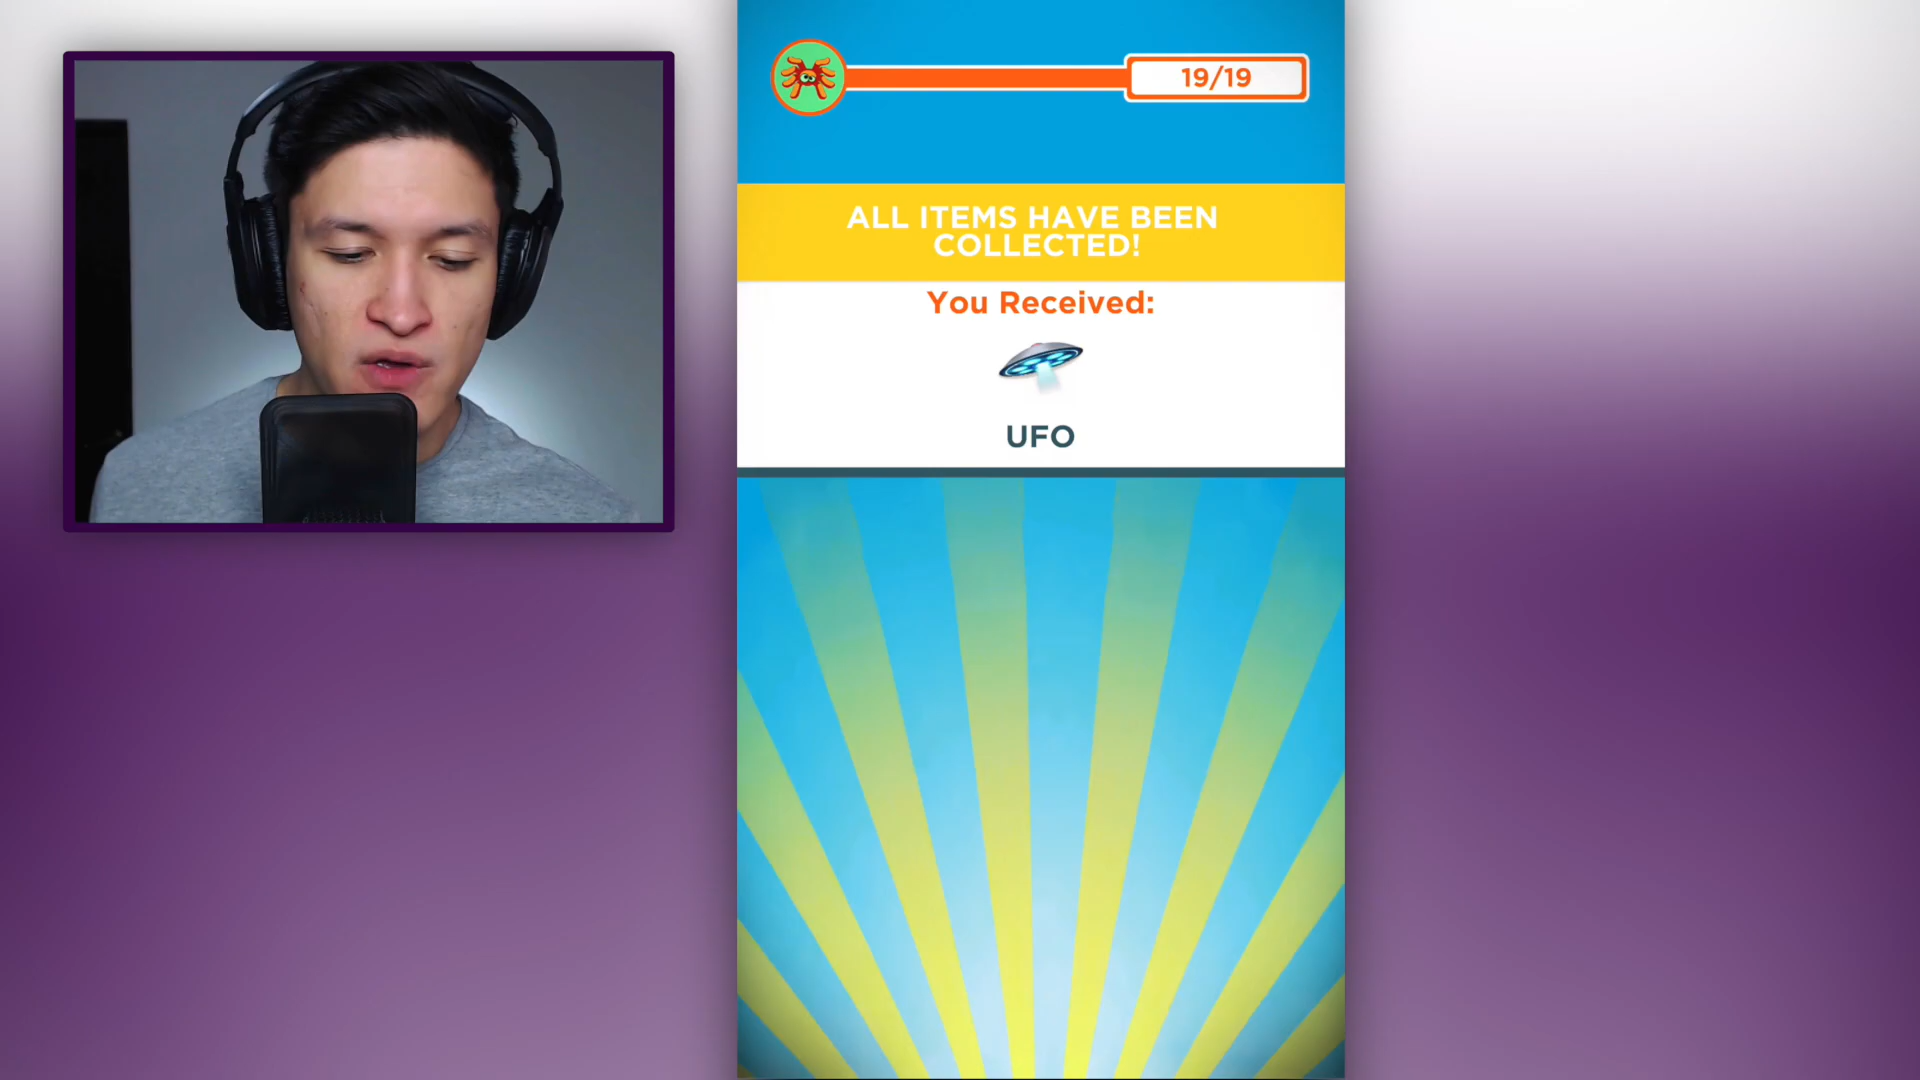 19/19
ALL ITEMS HAVE BEEN
COLLECTED!
You Received:
UFO